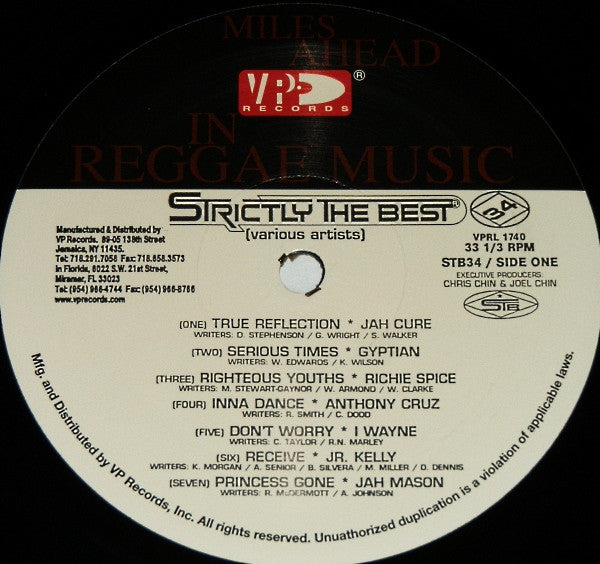 MILES
AHEAD
VP®
RECORDS
IN
REGGAE MUSIC
STRICTLY THE BEST®
(various artists)
34
VPRL 1740
33 1/3 RPM
STB34 / SIDE ONE
EXECUTIVE PRODUCERS:
CHRIS CHIN & JOEL CHIN
STB
Manufactured & Distributed by
VP Records. 89-05 138th Street
Jamaica, NY 11435.
Tel: 718.291.7058 Fax:718.658.3573
In Florida, 6022 S.W. 21st Street,
Miramar, FL 33023
Tel: (954) 966-4744 Fax: (954) 966-8766
www.vprecords.com
(ONE) TRUE REFLECTION * JAH CURE
WRITERS: D. STEPHENSON / G. WRIGHT / S. WALKER
(TWO) SERIOUS TIMES * GYPTIAN
WRITERS: W. EDWARDS / K. WILSON
(THREE) RIGHTEOUS YOUTHS * RICHIE SPICE
WRITERS: M. STEWART-GAYNOR / W. ARMOND / W. CLARKE
(FOUR) INNA DANCE * ANTHONY CRUZ
WRITERS: R. SMITH / C. DODD
(FIVE) DON'T WORRY * I WAYNE
WRITERS: C. TAYLOR / R.N. MARLEY
(SIX) RECEIVE * JR. KELLY
WRITERS: K. MORGAN / A. SENIOR / B. SILVERA / M. MILLER / D. DENNIS
(SEVEN) PRINCESS GONE * JAH MASON
WRITERS: R. McDERMOTT / A. JOHNSON
Mfg. and Distributed by VP Records, Inc. All rights reserved. Unauthorized duplication is a violation of applicable laws.